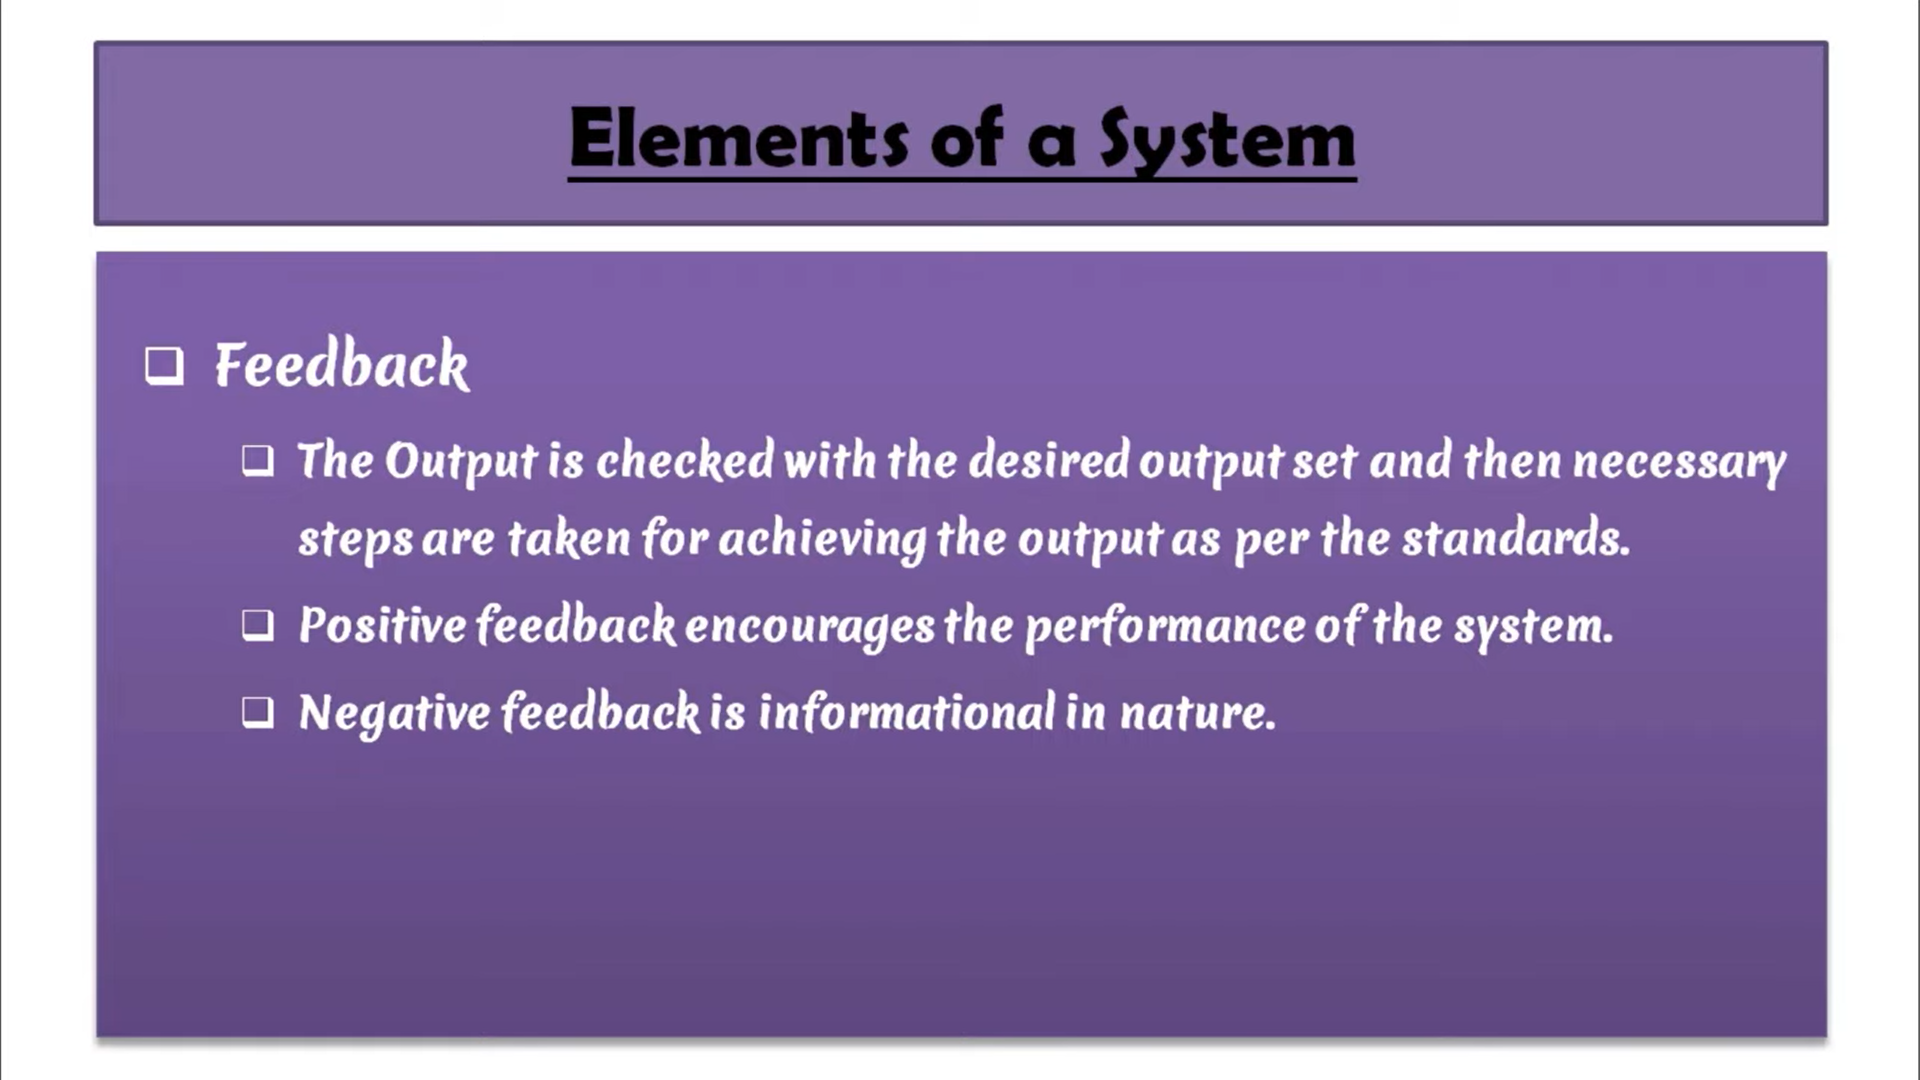 Elements of a System
Feedback
The Output is checked with the desired output set and then necessary
steps are taken for achieving the output as per the standards.
Positive feedback encourages the performance of the system.
Negative feedback is informational in nature.